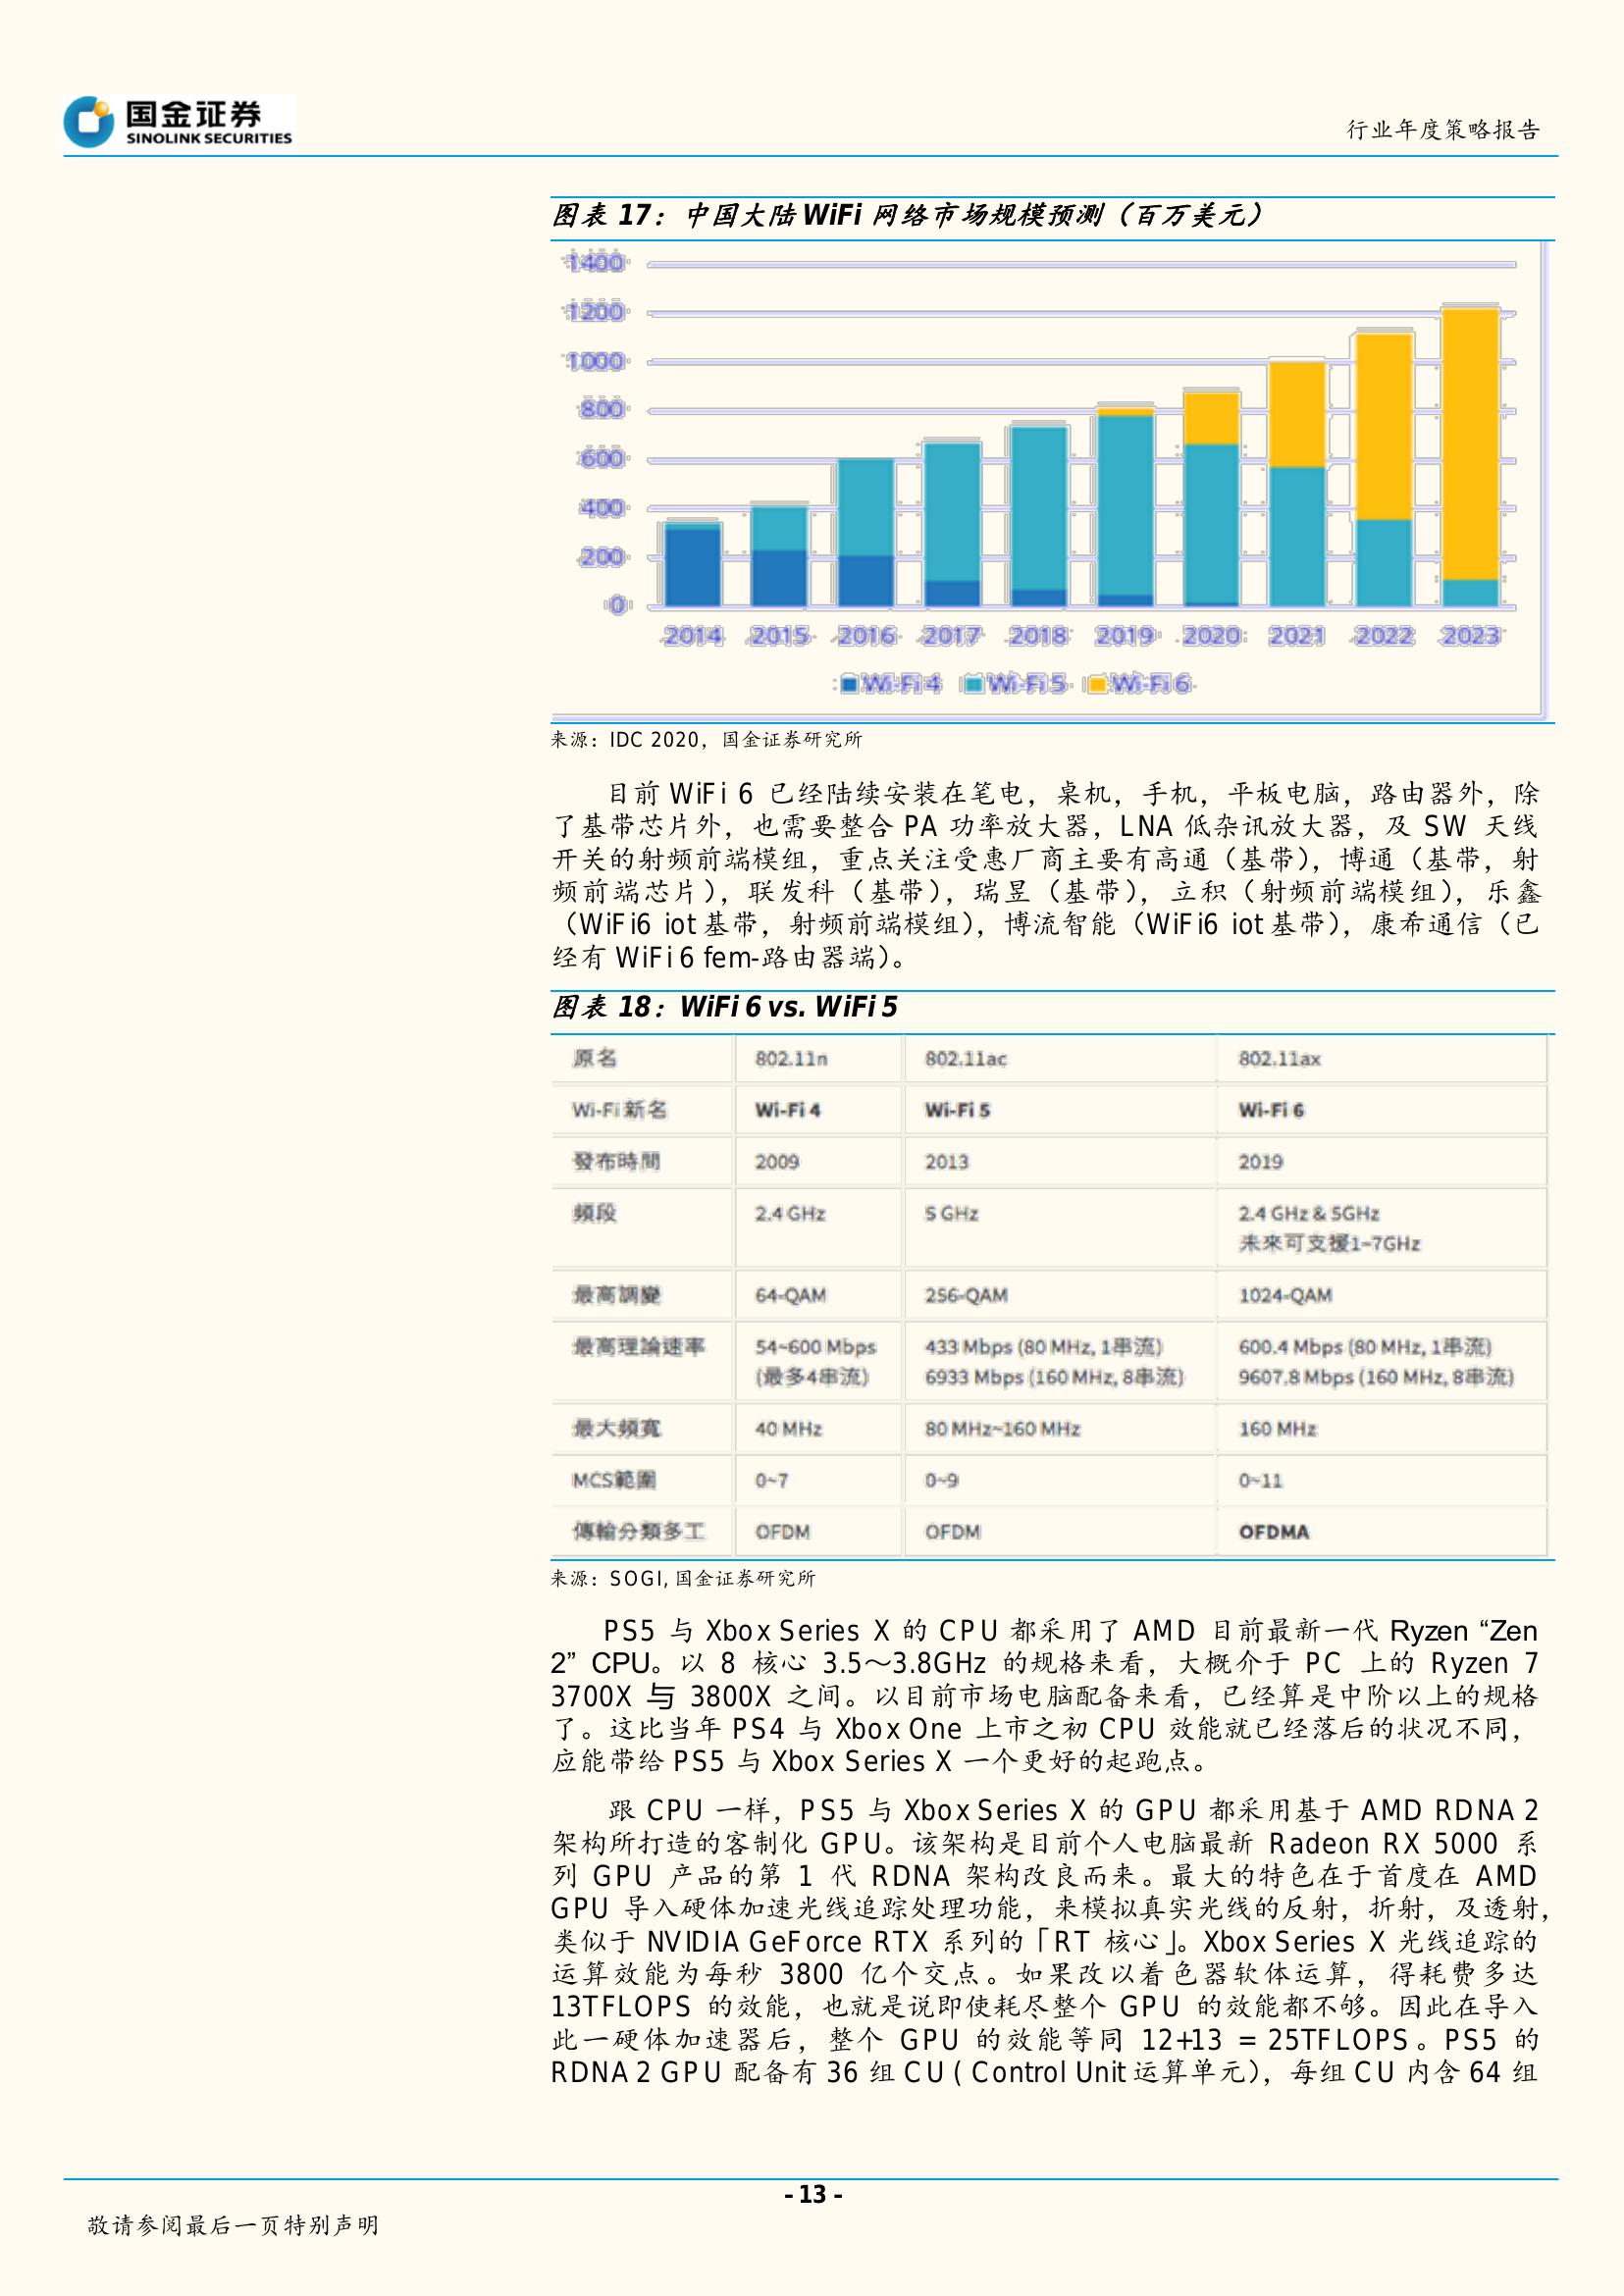 国金证券
SINOLINK SECURITIES
行业年度策略报告
图表 17：中国大陆 WiFi 网络市场规模预测（百万美元）
1400
1200
1000
800
600
400
200
0
2014 2015 2016 2017 2018 2019 2020 2021 2022 2023
Wi-Fi 4 Wi-Fi 5 Wi-Fi 6
来源：IDC 2020，国金证券研究所
目前 WiFi 6 已经陆续安装在笔电，桌机，手机，平板电脑，路由器外，除
了基带芯片外，也需要整合 PA 功率放大器，LNA 低杂讯放大器，及 SW 天线
开关的射频前端模组，重点关注受惠厂商主要有高通（基带），博通（基带，射
频前端芯片），联发科（基带），瑞昱（基带），立积（射频前端模组），乐鑫
（WiFi6 iot 基带，射频前端模组），博流智能（WiFi6 iot 基带），康希通信（已
经有 WiFi 6 fem-路由器端）。
图表 18：WiFi 6 vs. WiFi 5
原名 802.11n 802.11ac 802.11ax
Wi-Fi 新名 Wi-Fi 4 Wi-Fi 5 Wi-Fi 6
發布時間 2009 2013 2019
頻段 2.4 GHz 5 GHz 2.4 GHz & 5GHz
未來可支援1~7GHz
最高調變 64-QAM 256-QAM 1024-QAM
最高理論速率 54~600 Mbps 433 Mbps (80 MHz, 1串流) 600.4 Mbps (80 MHz, 1串流)
(最多4串流) 6933 Mbps (160 MHz, 8串流) 9607.8 Mbps (160 MHz, 8串流)
最大頻寬 40 MHz 80 MHz~160 MHz 160 MHz
MCS範圍 0~7 0~9 0~11
傳輸分類多工 OFDM OFDM OFDMA
来源：SOGI, 国金证券研究所
PS5 与 Xbox Series X 的 CPU 都采用了 AMD 目前最新一代 Ryzen “Zen
2” CPU。以 8 核心 3.5～3.8GHz 的规格来看，大概介于 PC 上的 Ryzen 7
3700X 与 3800X 之间。以目前市场电脑配备来看，已经算是中阶以上的规格
了。这比当年 PS4 与 Xbox One 上市之初 CPU 效能就已经落后的状况不同，
应能带给 PS5 与 Xbox Series X 一个更好的起跑点。
跟 CPU 一样，PS5 与 Xbox Series X 的 GPU 都采用基于 AMD RDNA 2
架构所打造的客制化 GPU。该架构是目前个人电脑最新 Radeon RX 5000 系
列 GPU 产品的第 1 代 RDNA 架构改良而来。最大的特色在于首度在 AMD
GPU 导入硬体加速光线追踪处理功能，来模拟真实光线的反射，折射，及透射，
类似于 NVIDIA GeForce RTX 系列的「RT 核心」。Xbox Series X 光线追踪的
运算效能为每秒 3800 亿个交点。如果改以着色器软体运算，得耗费多达
13TFLOPS 的效能，也就是说即使耗尽整个 GPU 的效能都不够。因此在导入
此一硬体加速器后，整个 GPU 的效能等同 12+13 = 25TFLOPS。PS5 的
RDNA 2 GPU 配备有 36 组 CU ( Control Unit 运算单元)，每组 CU 内含 64 组
- 13 -
敬请参阅最后一页特别声明